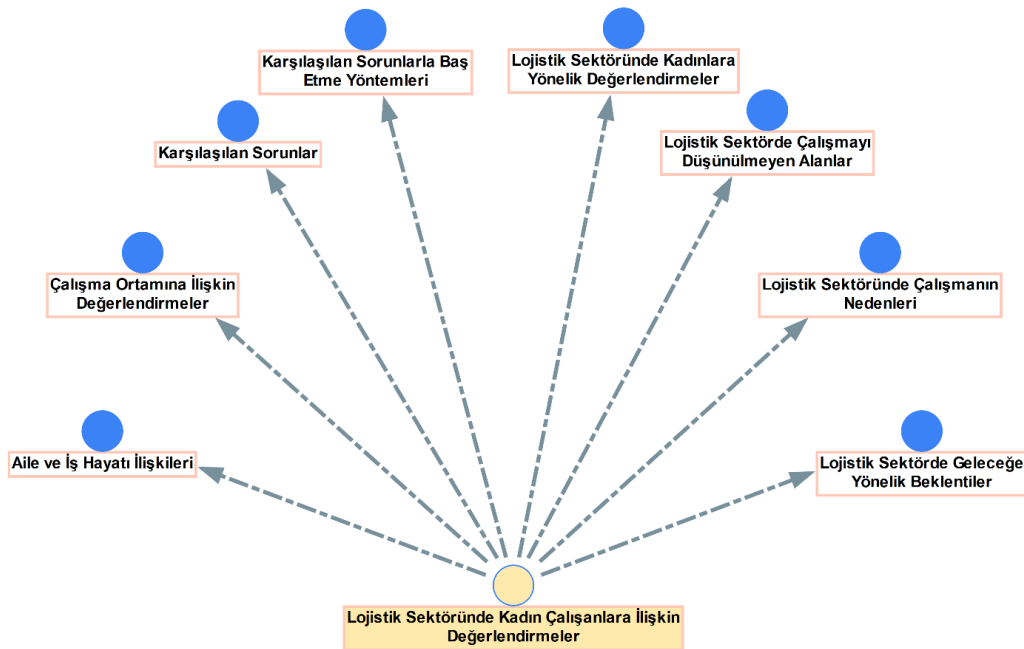 Karşılaşılan Sorunlarla Baş
Etme Yöntemleri
Lojistik Sektöründe Kadınlara
Yönelik Değerlendirmeler
Karşılaşılan Sorunlar
Lojistik Sektörde Çalışmayı
Düşünülmeyen Alanlar
Çalışma Ortamına İlişkin
Değerlendirmeler
Lojistik Sektöründe Çalışmanın
Nedenleri
Aile ve İş Hayatı İlişkileri
Lojistik Sektörde Geleceğe
Yönelik Beklentiler
Lojistik Sektöründe Kadın Çalışanlara İlişkin
Değerlendirmeler